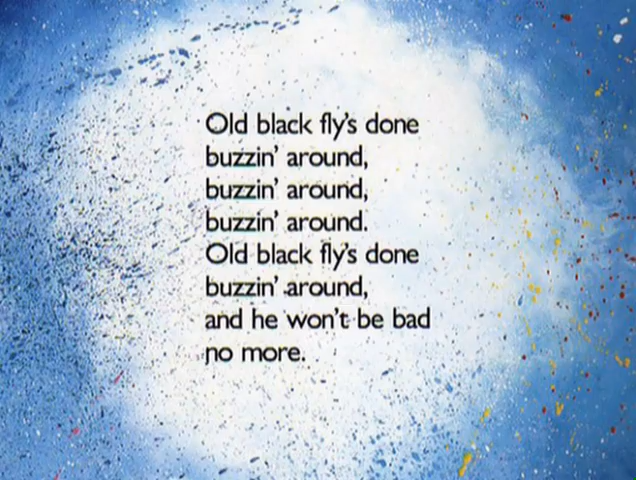 Old black fly's done
buzzin' around,
buzzin' around,
buzzin' around.
Old black fly's done
buzzin' around,
and he won't be bad
no more.